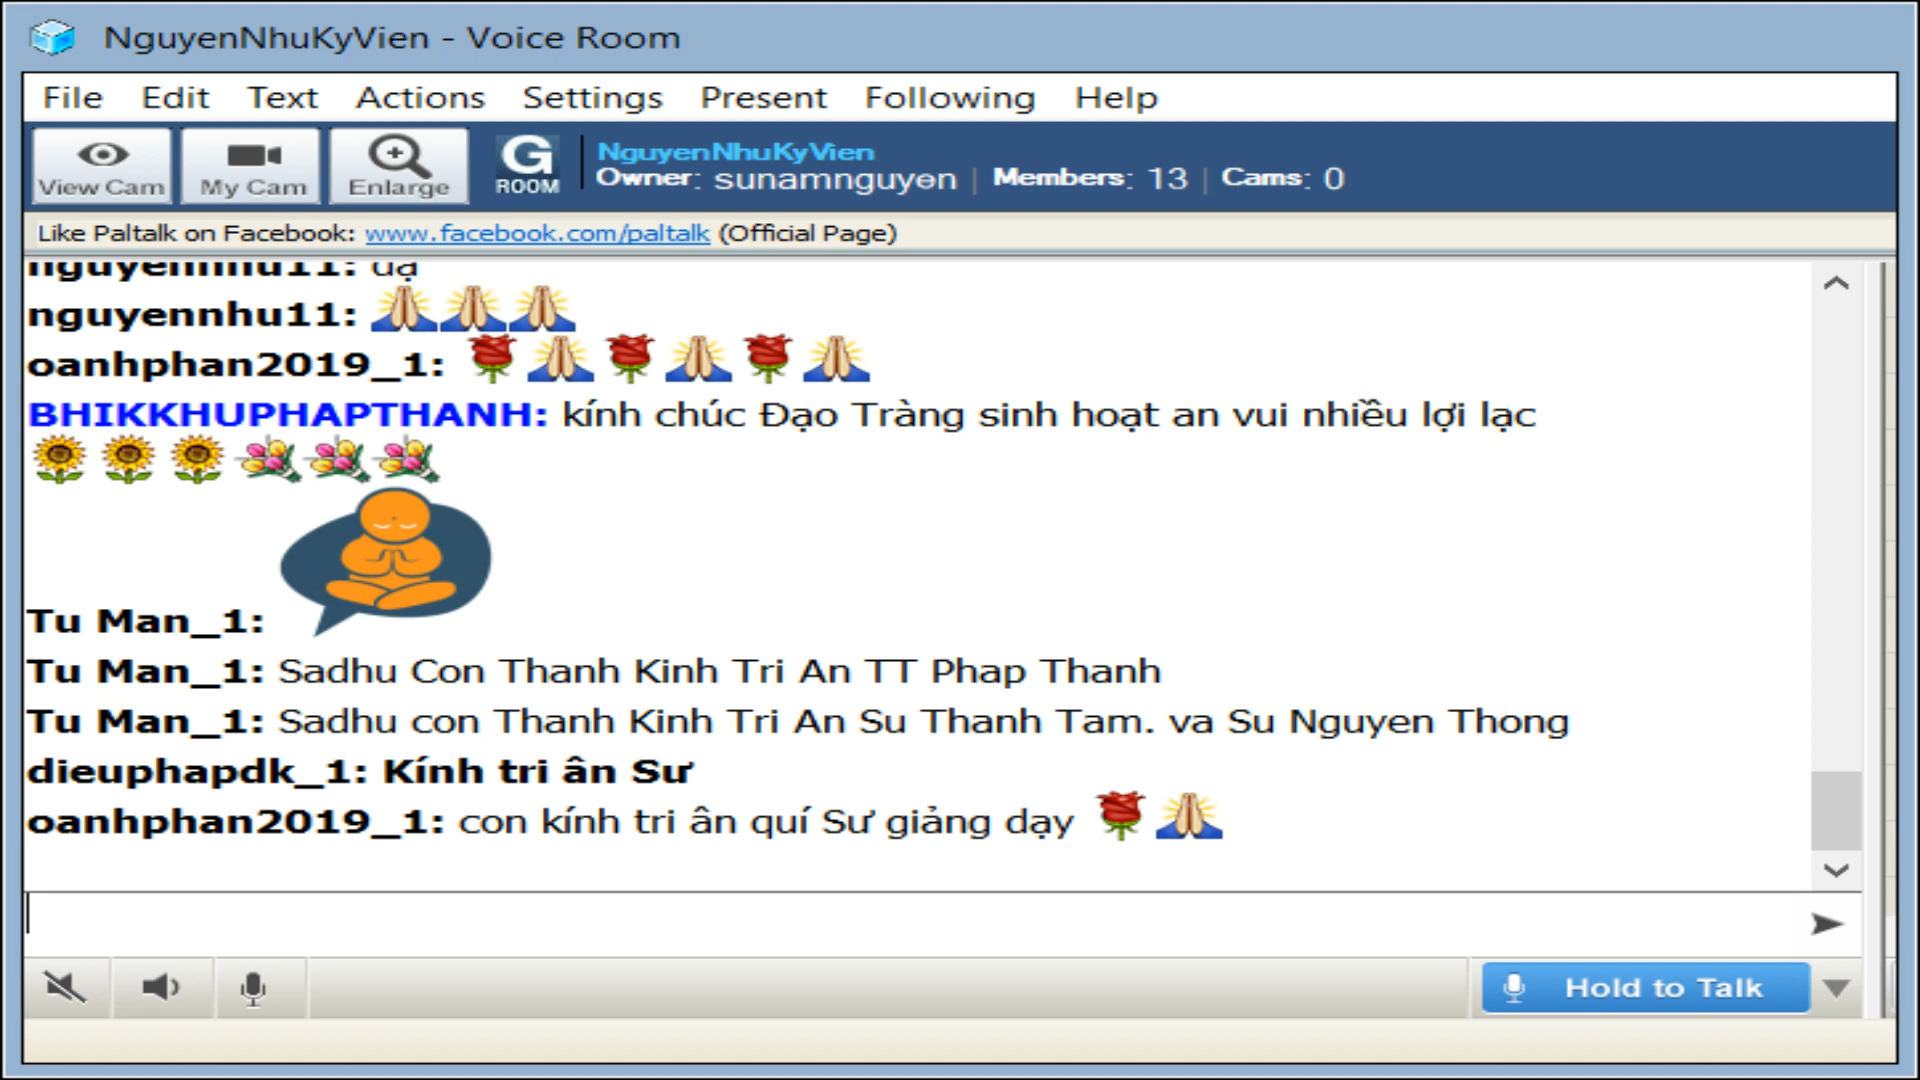 NguyenNhuKyVien - Voice Room
File Edit Text Actions Settings Present Following Help
View Cam My Cam Enlarge G ROOM
NguyenNhuKyVien
Owner: sunamnguyen | Members: 13 | Cams: 0
Like Paltalk on Facebook: www.facebook.com/paltalk (Official Page)
nguyennhu11: dạ
nguyennhu11:
oanhphan2019_1:
BHIKKHUPHAPTHANH: kính chúc Đạo Tràng sinh hoạt an vui nhiều lợi lạc
Tu Man_1:
Tu Man_1: Sadhu Con Thanh Kinh Tri An TT Phap Thanh
Tu Man_1: Sadhu con Thanh Kinh Tri An Su Thanh Tam. va Su Nguyen Thong
dieuphapdk_1: Kính tri ân Sư
oanhphan2019_1: con kính tri ân quí Sư giảng dạy
Hold to Talk